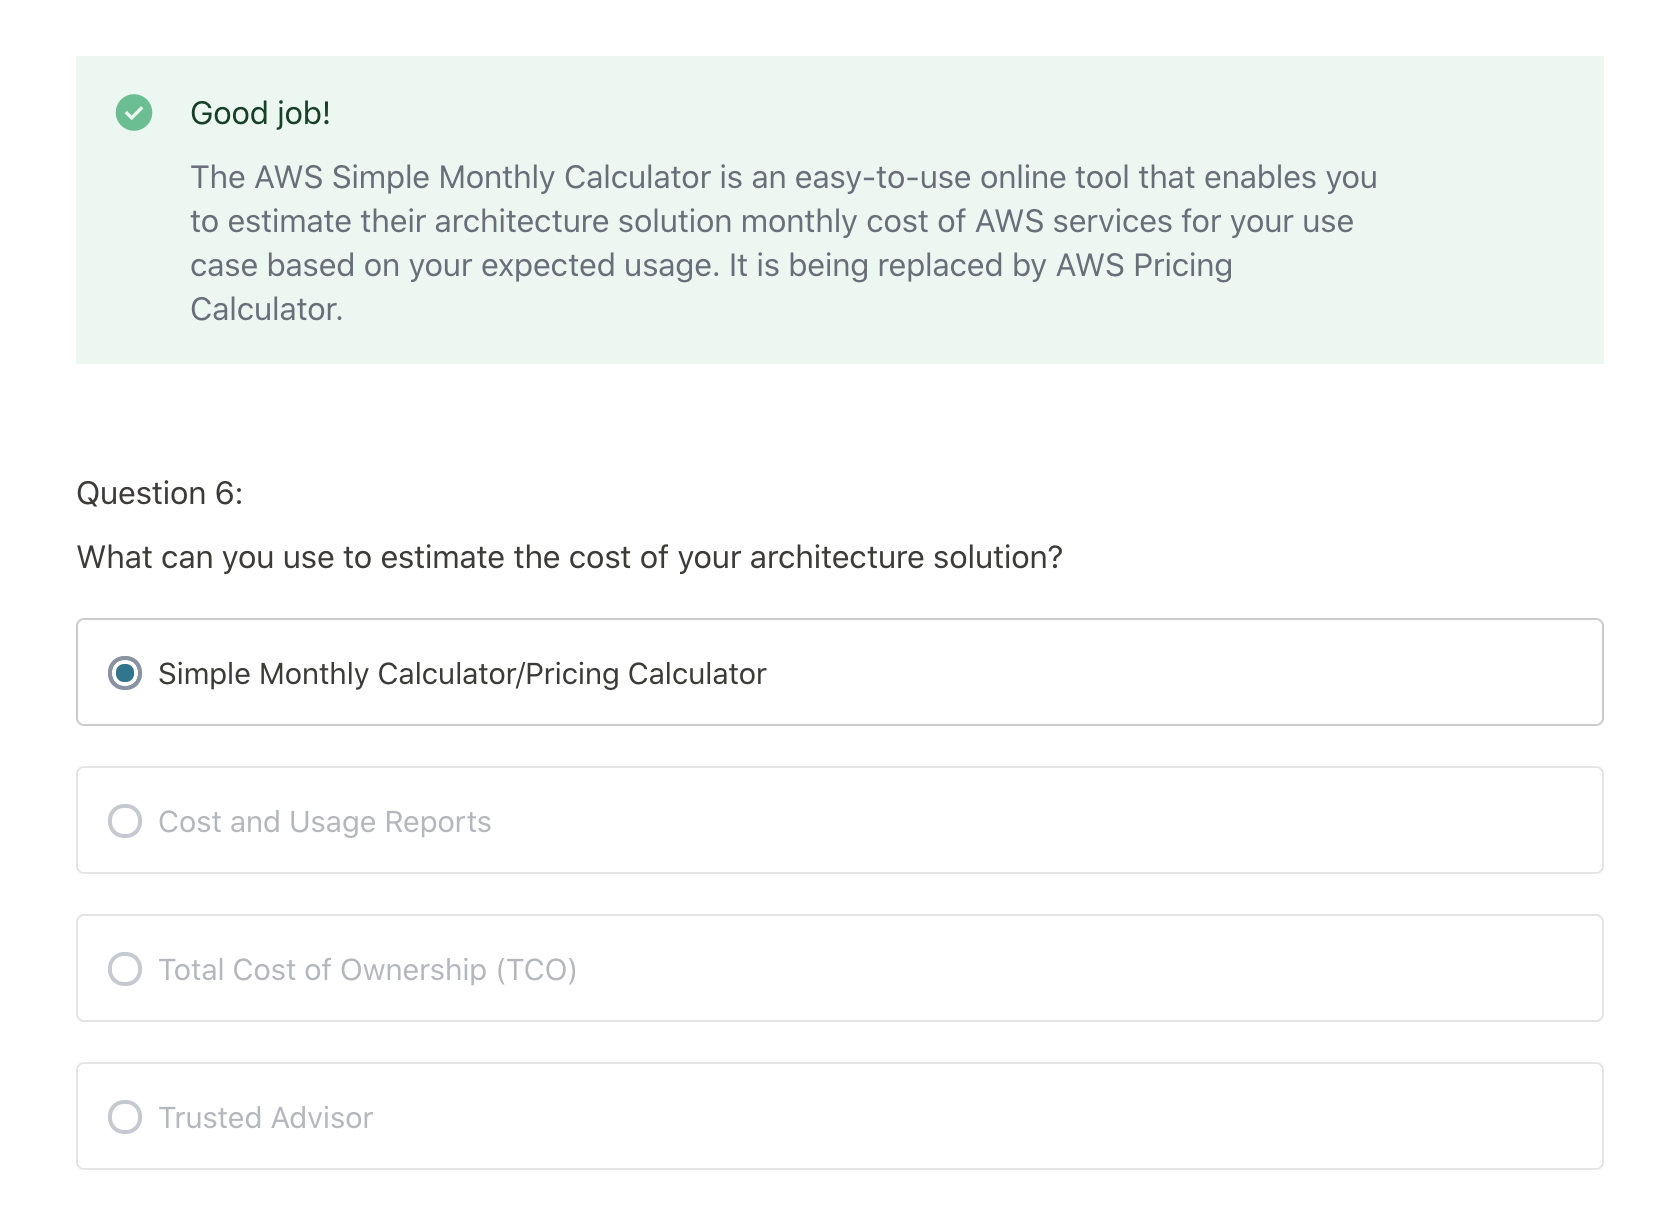 Good job!
The AWS Simple Monthly Calculator is an easy-to-use online tool that enables you
to estimate their architecture solution monthly cost of AWS services for your use
case based on your expected usage. It is being replaced by AWS Pricing
Calculator.
Question 6:
What can you use to estimate the cost of your architecture solution?
Simple Monthly Calculator/Pricing Calculator
Cost and Usage Reports
Total Cost of Ownership (TCO)
Trusted Advisor